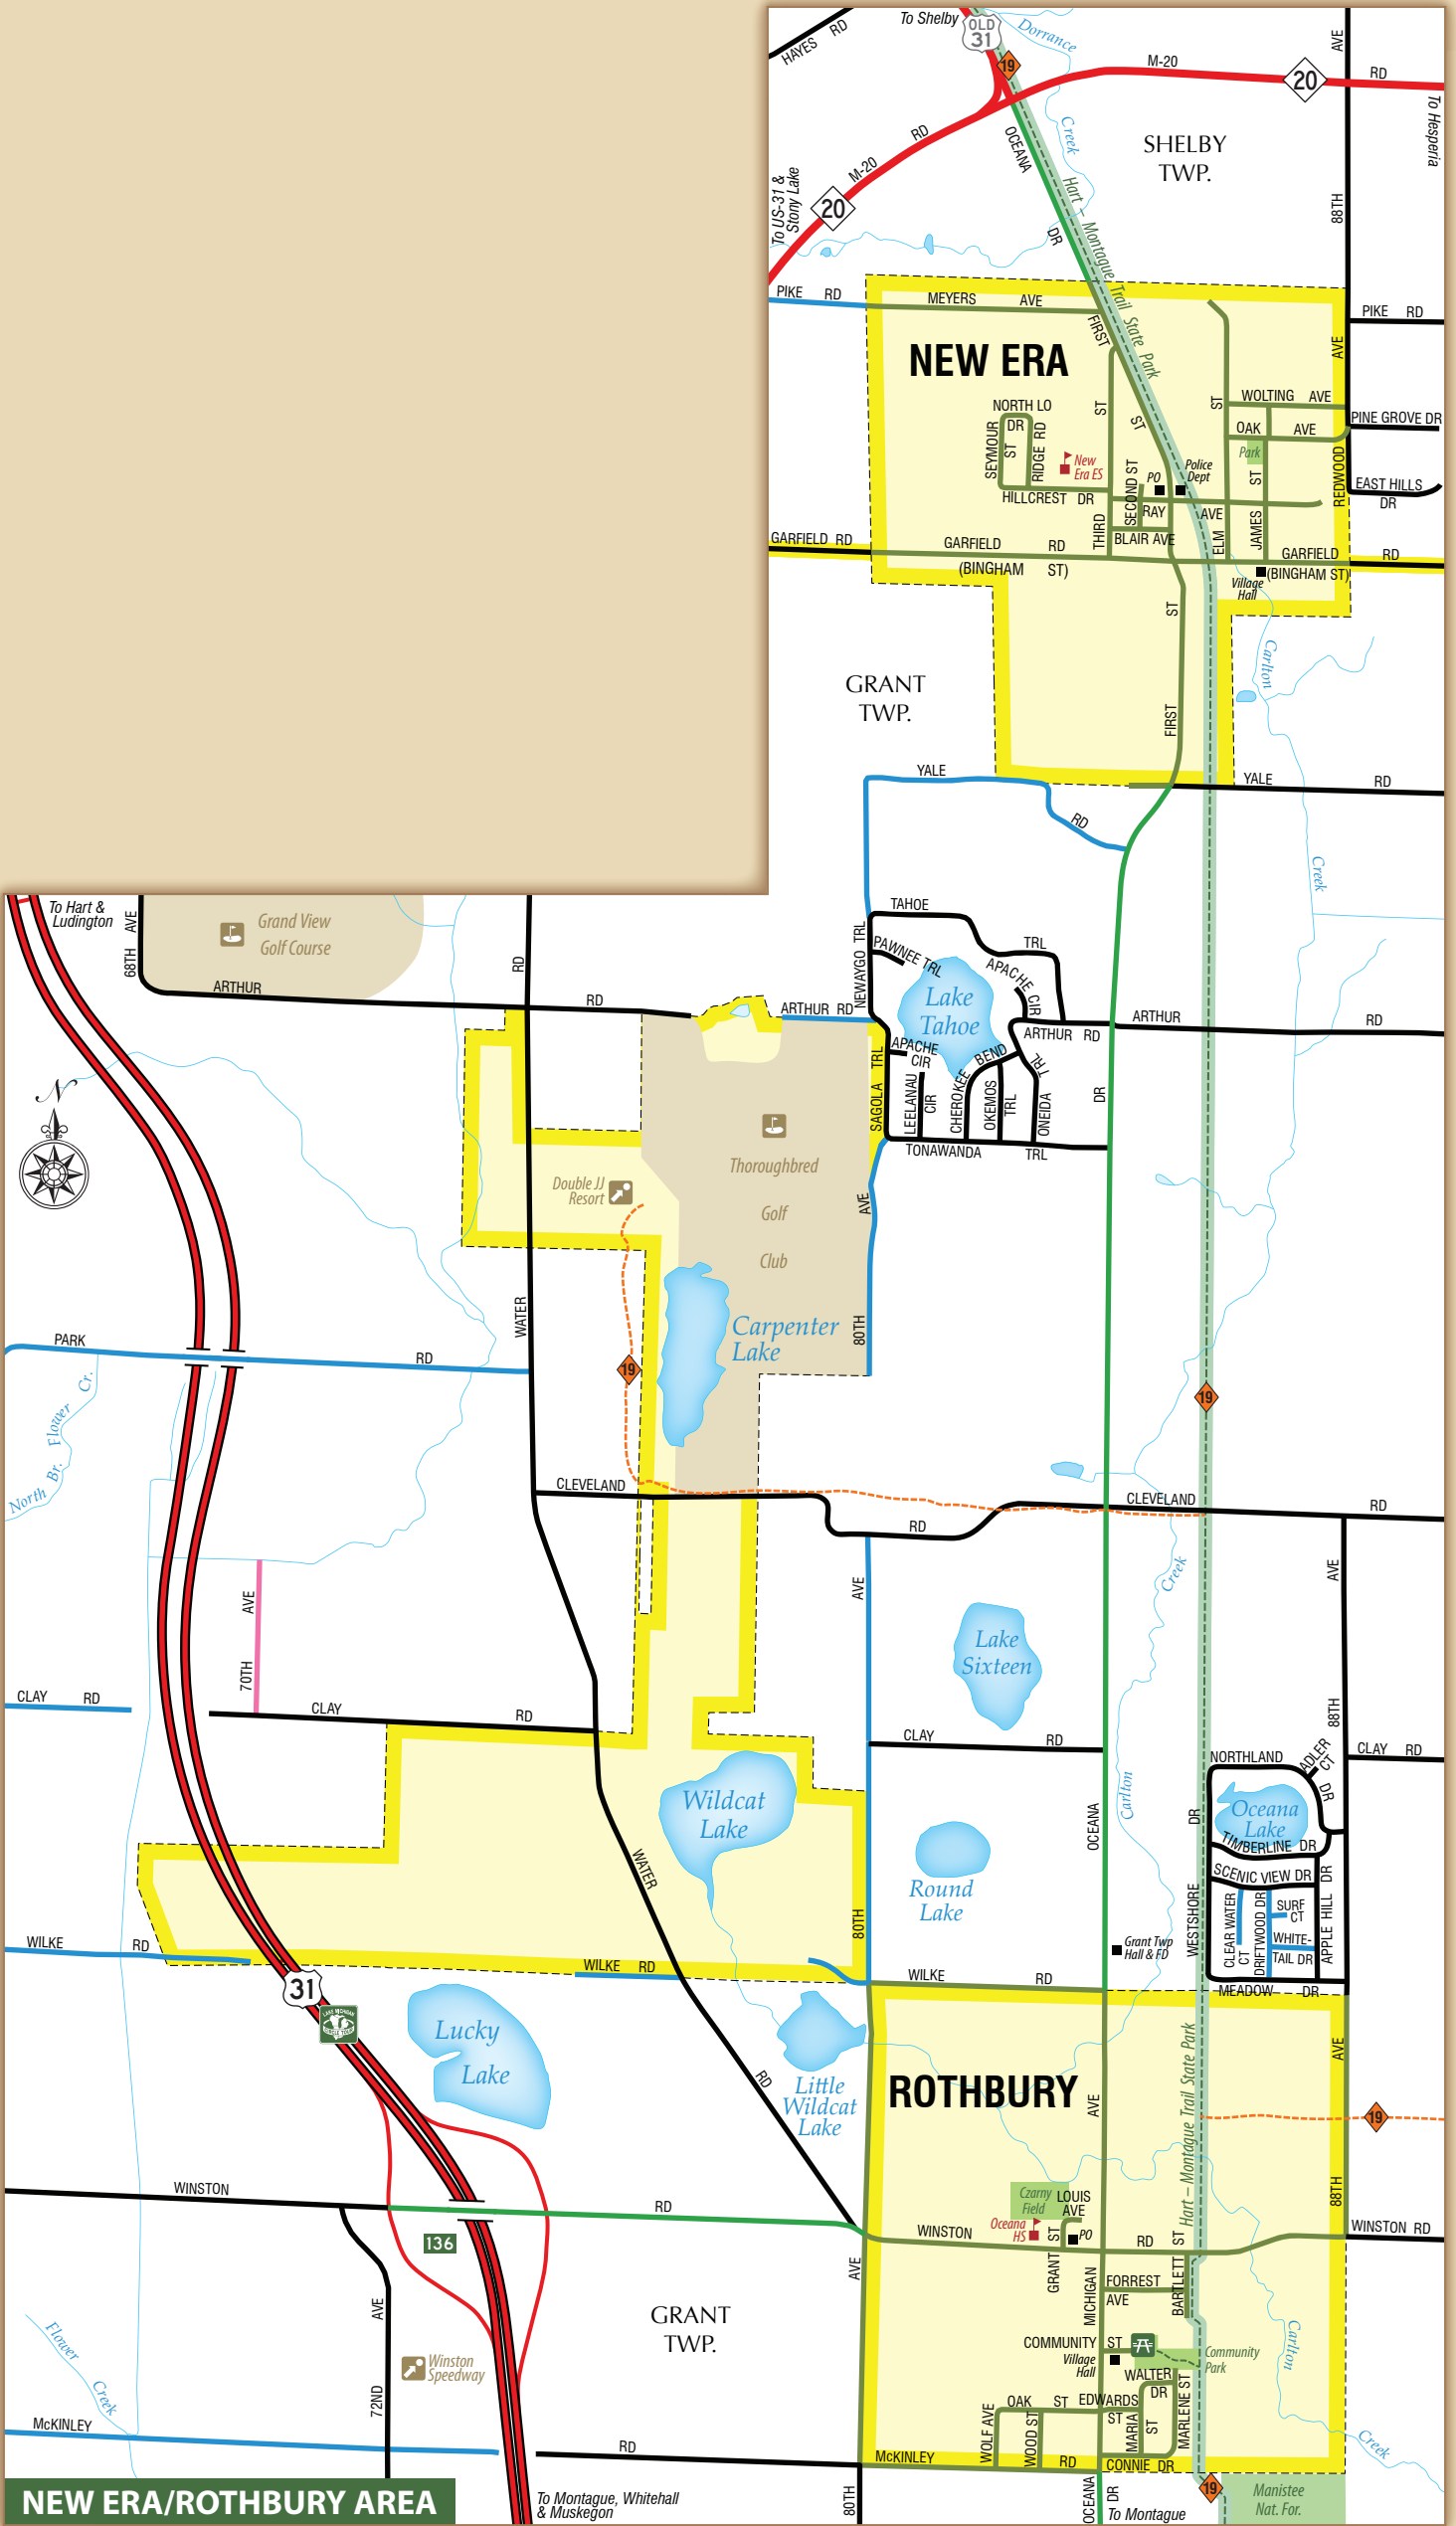 To Shelby
OLD
31
Dorrance
HAYES RD
19
M-20
20
RD
AVE
To Hesperia
RD
OCEANA
Creek
SHELBY
TWP.
M-20
To US-31 &
Stony Lake
20
Hart – Montague Trail State Park
88TH
DR
PIKE RD
MEYERS AVE
FIRST
PIKE RD
NEW ERA
AVE
WOLTING AVE
NORTH LO
DR
ST
ST
ST
PINE GROVE DR
OAK AVE
SEYMOUR
ST
RIDGE RD
New
Era ES
Police
Dept
PO
Park
SECOND ST
ST
REDWOOD
EAST HILLS
DR
HILLCREST DR
RAY
AVE
THIRD
BLAIR AVE
ELM
JAMES
GARFIELD RD
GARFIELD RD
(BINGHAM ST)
GARFIELD RD
(BINGHAM ST)
Village
Hall
ST
Carlton
GRANT
TWP.
FIRST
YALE
YALE RD
RD
Creek
To Hart &
Ludington
68TH AVE
Grand View
Golf Course
TAHOE
TRL
NEWAYGO TRL
PAWNEE TRL
APACHE CIR
RD
Lake
Tahoe
ARTHUR RD
ARTHUR RD
ARTHUR RD
ARTHUR RD
APACHE
CIR
BEND
TRL
SAGOLA TRL
LEELANAU
CIR
CHEROKEE
OKEMOS
TRL
ONEIDA
DR
N
TONAWANDA TRL
Thoroughbred
Golf
Club
Double JJ
Resort
AVE
WATER
80TH
Carpenter
Lake
PARK RD
19
19
North Br. Flower Cr.
CLEVELAND
CLEVELAND RD
RD
AVE
AVE
AVE
Creek
Lake
Sixteen
70TH
CLAY RD
CLAY RD
CLAY RD
88TH
CLAY RD
NORTHLAND
ADLER
CT
DR
Wildcat
Lake
Carlton
Oceana
Lake
OCEANA
DR
TIMBERLINE DR
WATER
Round
Lake
SCENIC VIEW DR
DR
WESTSHORE
CLEAR WATER
CT
DRIFTWOOD DR
SURF
CT
WHITE-
TAIL DR
APPLE HILL
80TH
Grant Twp
Hall & FD
WILKE RD
WILKE RD
WILKE RD
MEADOW DR
31
LAKE MICHIGAN
CIRCLE TOUR
Lucky
Lake
Hart – Montague Trail State Park
AVE
RD
Little
Wildcat
Lake
ROTHBURY
AVE
19
WINSTON
RD
88TH
Czarny
Field
LOUIS
AVE
Oceana
HS
ST
PO
136
WINSTON
RD
ST
WINSTON RD
AVE
GRANT
MICHIGAN
FORREST
AVE
BARTLETT
AVE
GRANT
TWP.
COMMUNITY ST
Village
Hall
Community
Park
Carlton
Flower
Creek
Winston
Speedway
WALTER
DR
72ND
OAK ST
EDWARDS
ST
WOLF AVE
WOOD ST
MARIA
ST
MARLENE ST
Creek
McKINLEY
RD
McKINLEY RD
CONNIE DR
NEW ERA/ROTHBURY AREA
To Montague, Whitehall
& Muskegon
80TH
OCEANA
DR
To Montague
19
Manistee
Nat. For.